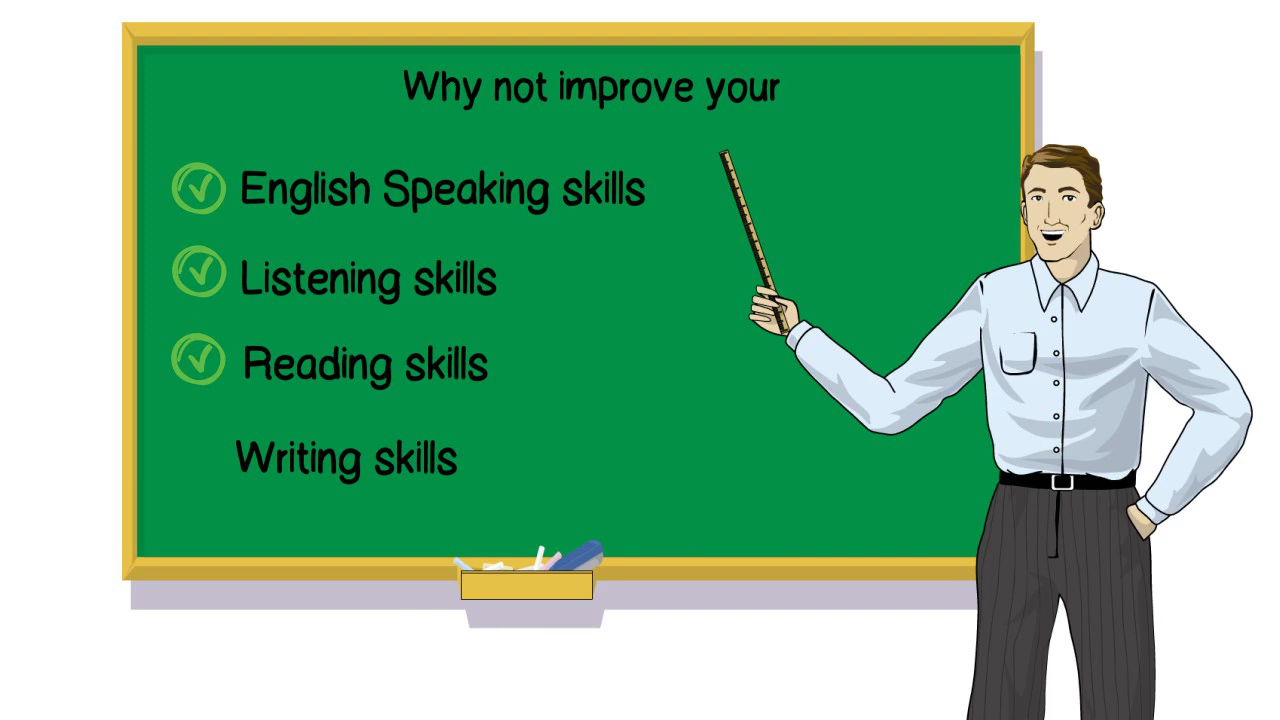 Why not improve your
English Speaking skills
Listening skills
Reading skills
Writing skills